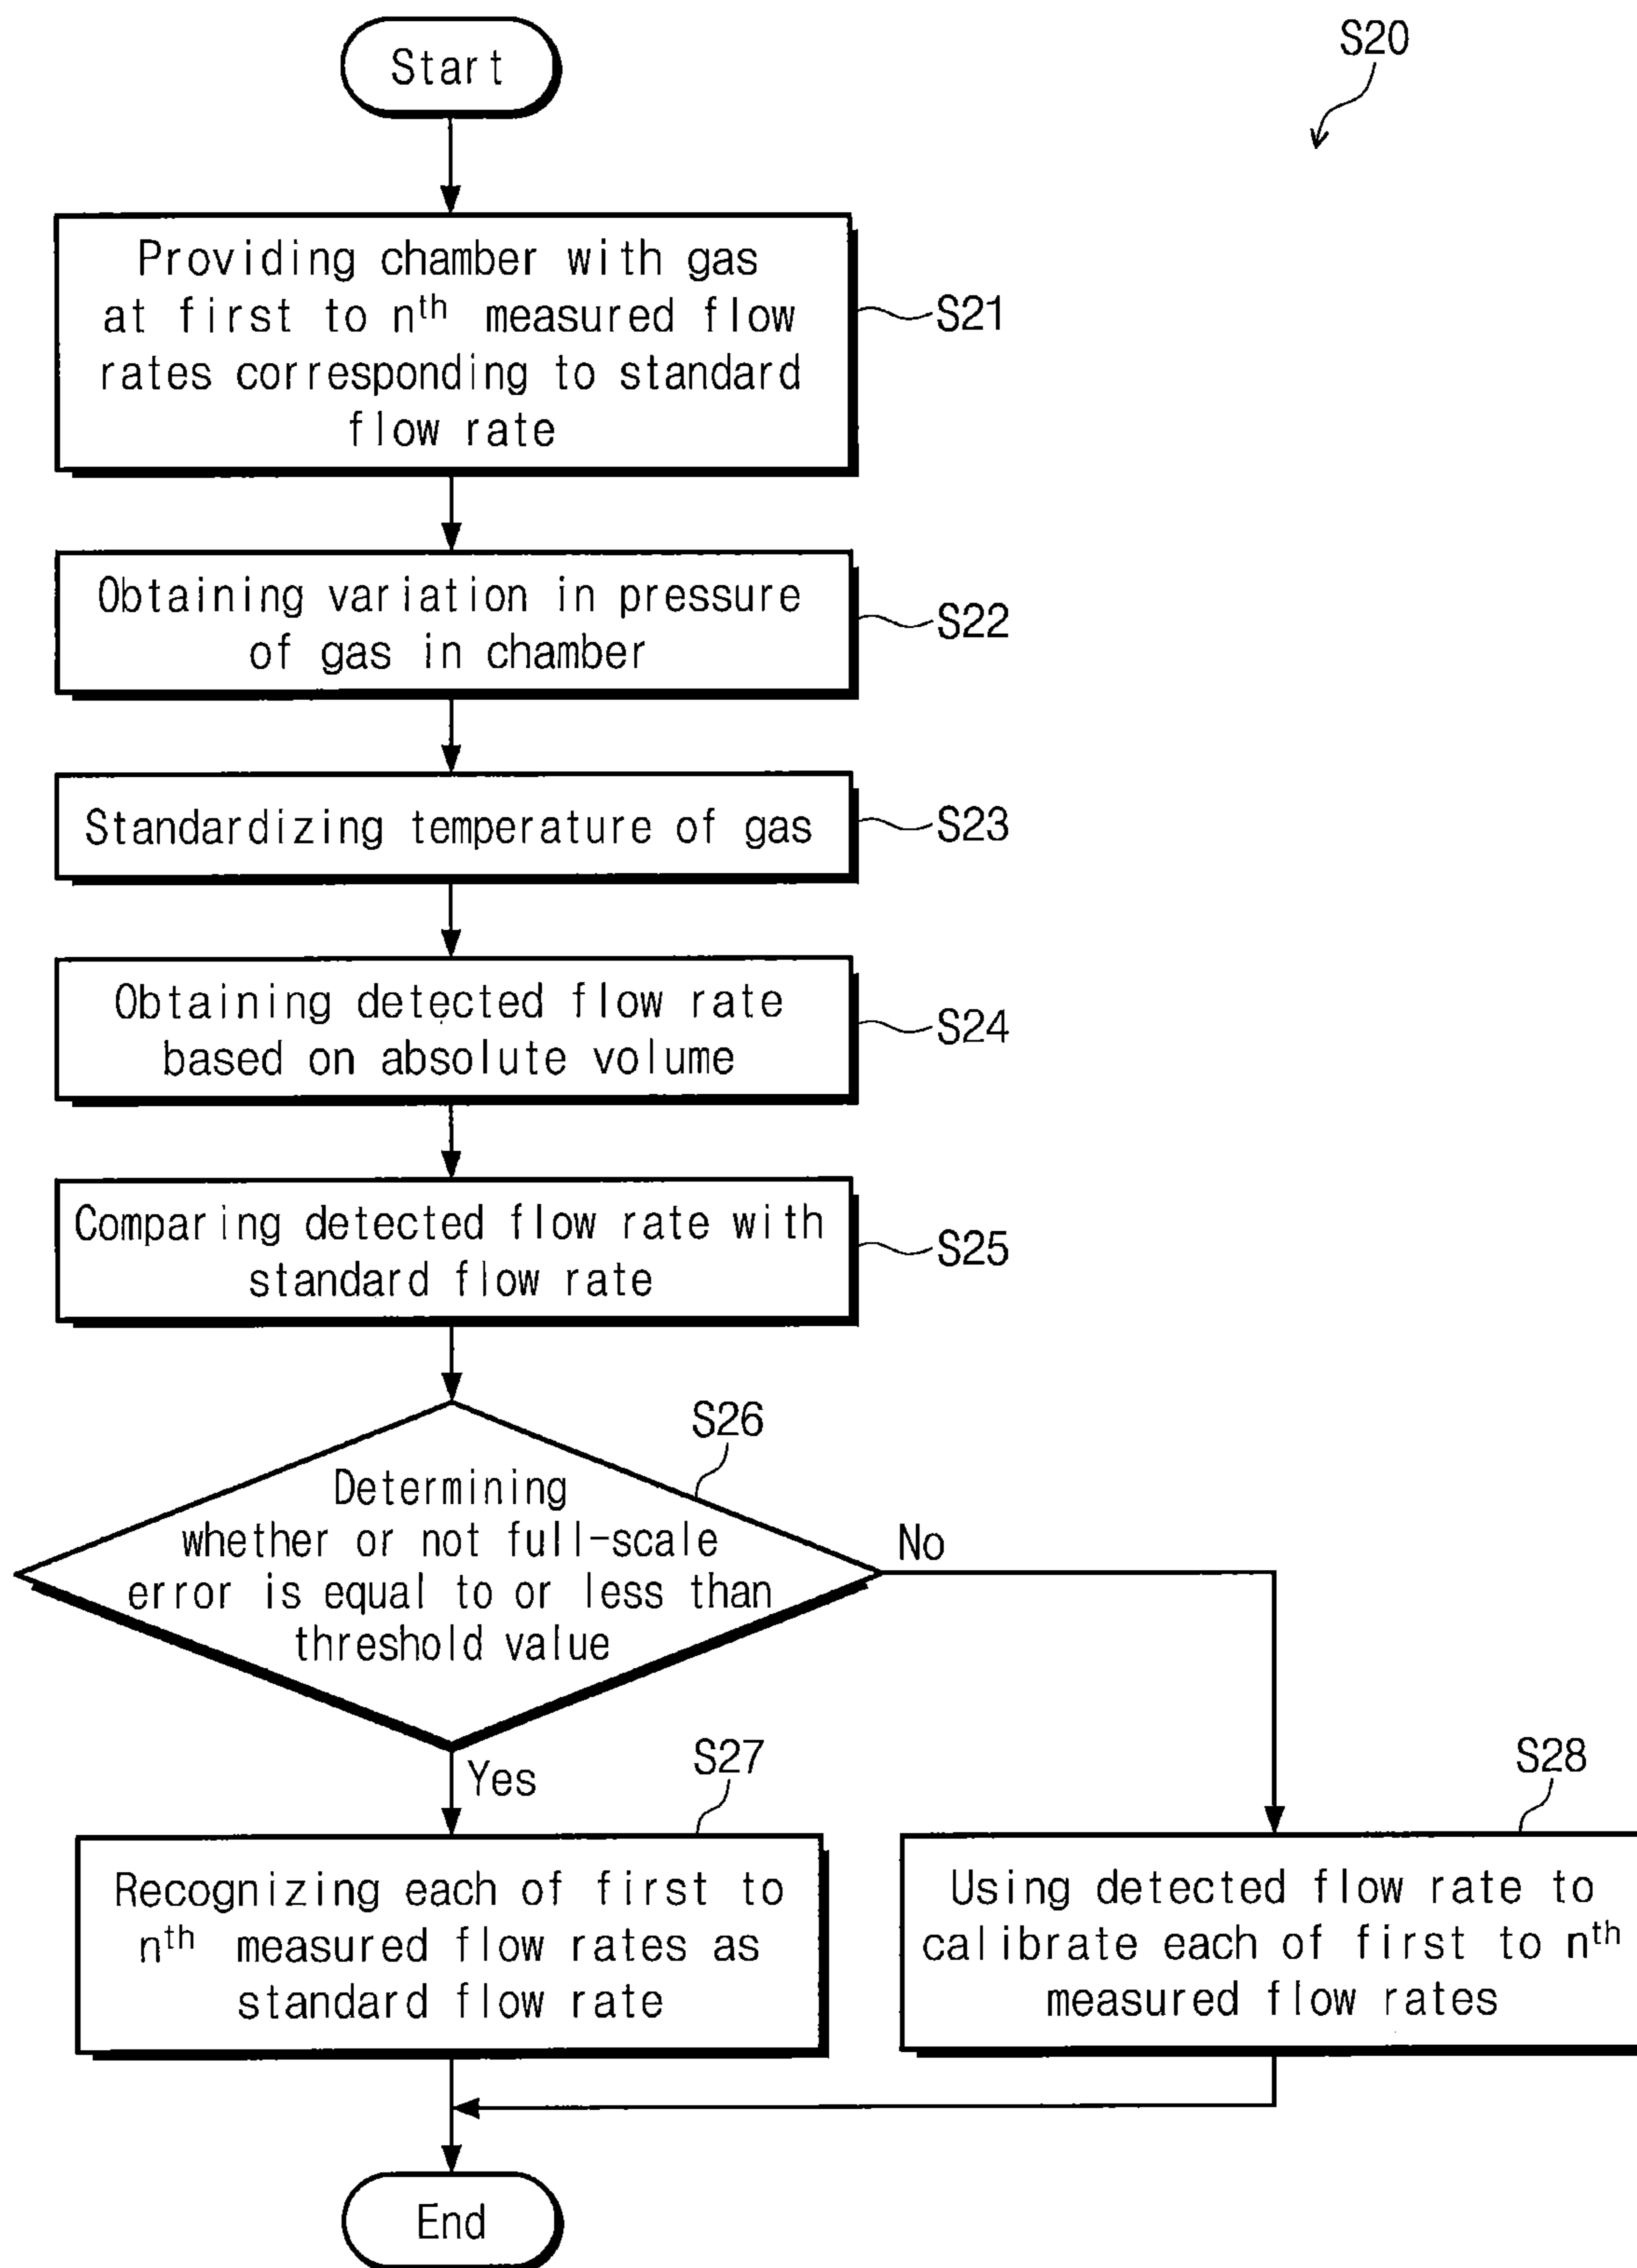 Start
S20
Providing chamber with gas
at first to nth measured flow
rates corresponding to standard
flow rate
S21
Obtaining variation in pressure
of gas in chamber
S22
Standardizing temperature of gas
S23
Obtaining detected flow rate
based on absolute volume
S24
Comparing detected flow rate with
standard flow rate
S25
S26
Determining
whether or not full-scale
error is equal to or less than
threshold value
No
Yes
S27
S28
Recognizing each of first to
nth measured flow rates as
standard flow rate
Using detected flow rate to
calibrate each of first to nth
measured flow rates
End